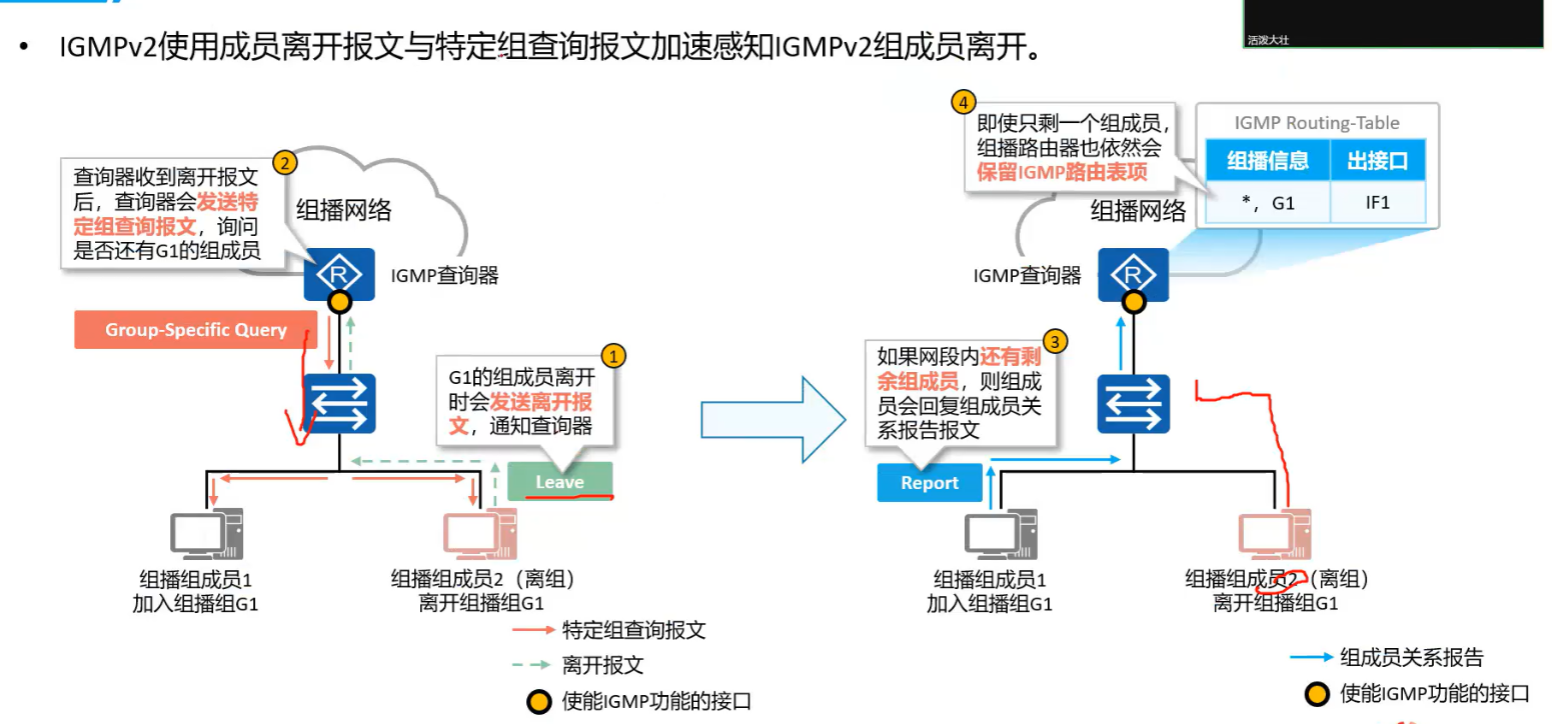 • IGMPv2使用成员离开报文与特定组查询报文加速感知IGMPv2组成员离开。
活泼大壮
2
查询器收到离开报文
后，查询器会发送特
定组查询报文，询问
是否还有G1的组成员
组播网络
R
IGMP查询器
Group-Specific Query
1
G1的组成员离开
时会发送离开报
文，通知查询器
Leave
组播组成员1
加入组播组G1
组播组成员2（离组）
离开组播组G1
特定组查询报文
离开报文
使能IGMP功能的接口
4
即使只剩一个组成员，
组播路由器也依然会
保留IGMP路由表项
IGMP Routing-Table
组播信息 出接口
*，G1 IF1
组播网络
IGMP查询器
R
3
如果网段内还有剩
余组成员，则组成
员会回复组成员关
系报告报文
Report
组播组成员1
加入组播组G1
组播组成员2（离组）
离开组播组G1
组成员关系报告
使能IGMP功能的接口